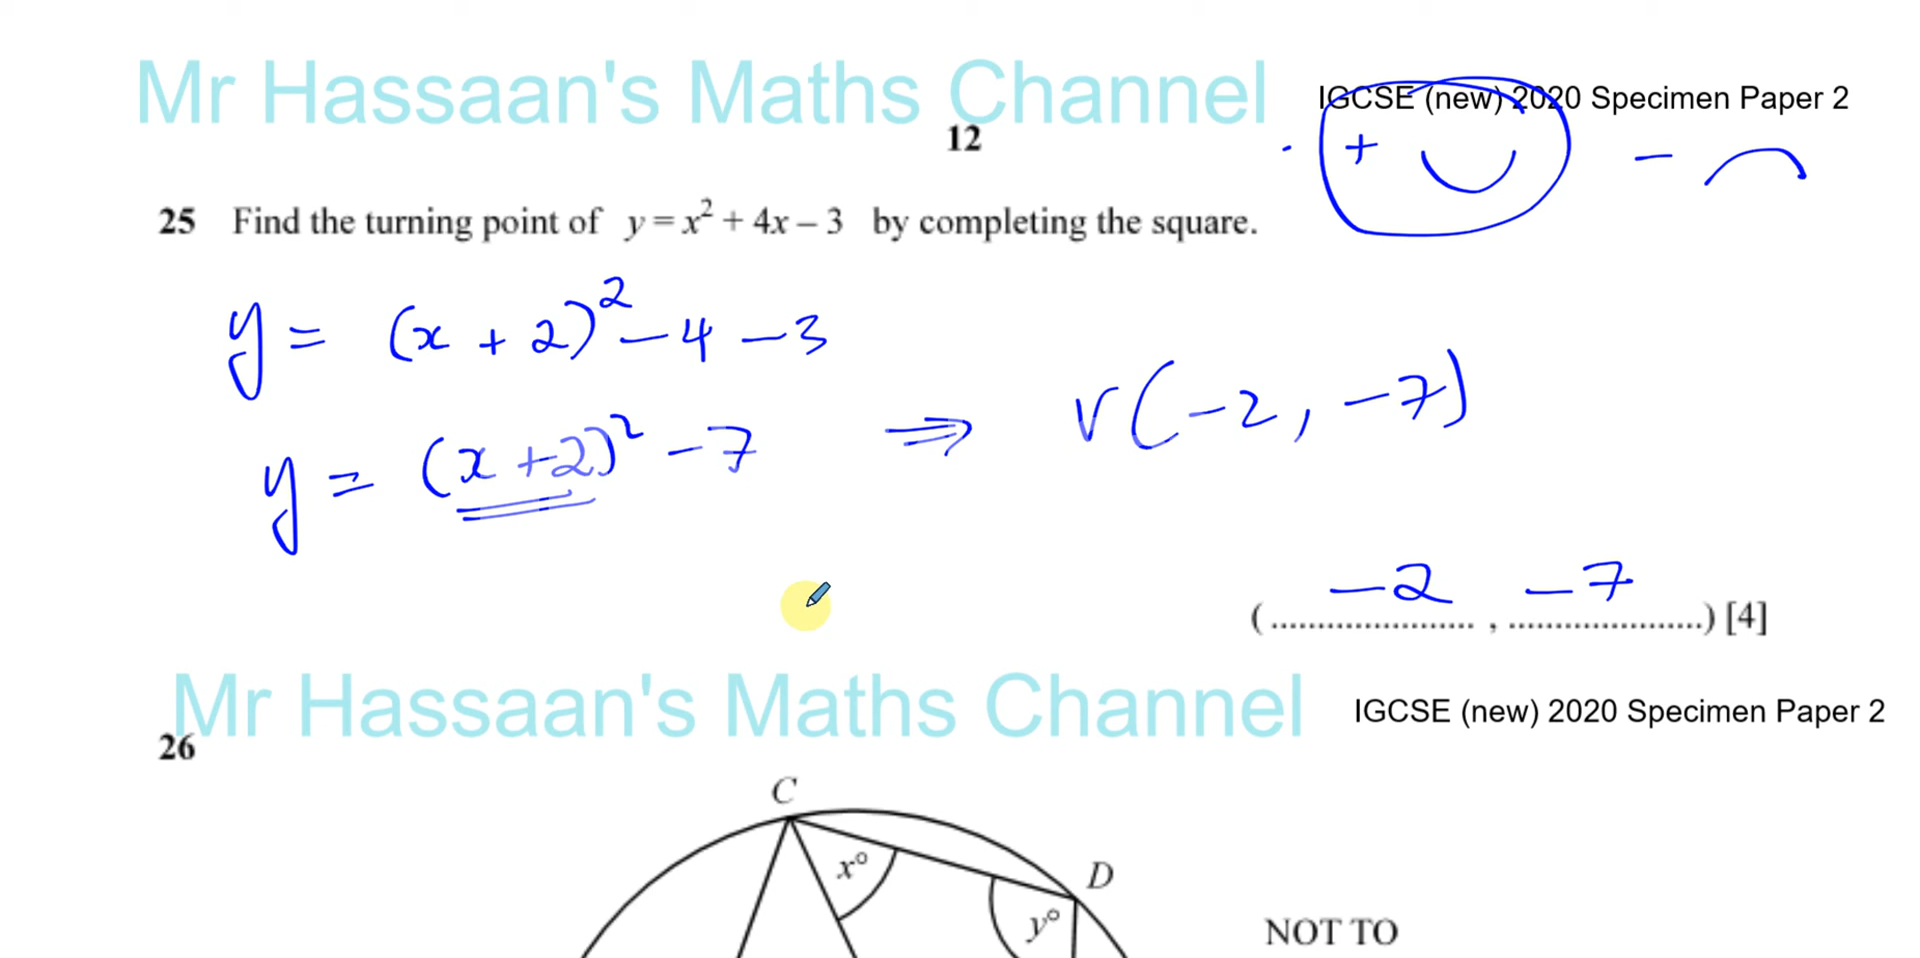 Mr Hassaan's Maths Channel
IGCSE (new) 2020 Specimen Paper 2
12
+ −
25 Find the turning point of y = x² + 4x – 3 by completing the square.
y = (x + 2)² – 4 – 3
y = (x + 2)² – 7 ⇒ V(–2, –7)
–2 –7
(...................... , .....................) [4]
Mr Hassaan's Maths Channel
IGCSE (new) 2020 Specimen Paper 2
26
C
x°
D
y°
NOT TO